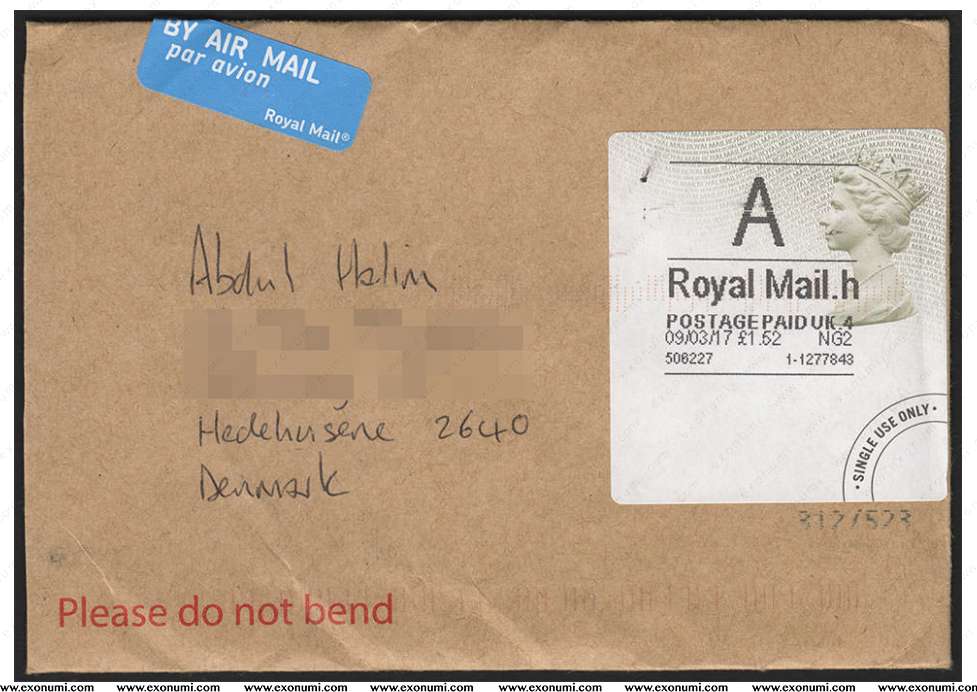 BY AIR MAIL
par avion
Royal Mail®
A
Royal Mail.h
POSTAGE PAID UK.4
09/03/17 £1.52 NG2
506227 1-1277843
• SINGLE USE ONLY •
Abdul Halim
Hedehusene 2640
Denmark
312/523
Please do not bend
www.exonumi.com www.exonumi.com www.exonumi.com www.exonumi.com www.exonumi.com www.exonumi.com www.exonumi.com www.exonumi.com